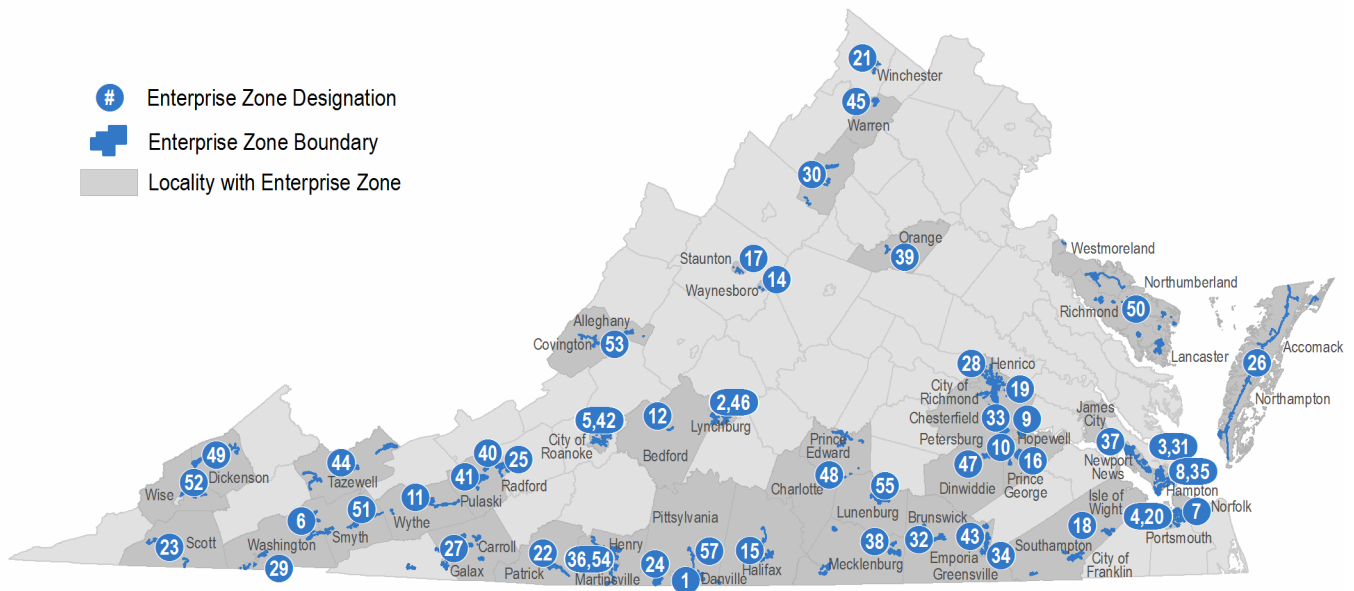 21
Winchester
#
Enterprise Zone Designation
45
Warren
Enterprise Zone Boundary
30
Locality with Enterprise Zone
Orange
39
Staunton
17
Waynesboro
14
Westmoreland
Northumberland
Richmond
50
Lancaster
Accomack
26
Northampton
Alleghany
Covington
53
28
Henrico
City of
Richmond
19
Chesterfield
33
9
Petersburg
10
Hopewell
16
Prince
George
47
Dinwiddie
James
City
37
Newport
News
3,31
8,35
Hampton
Isle of
Wight
4,20
7
Norfolk
Portsmouth
18
Southampton
City of
Franklin
5,42
City of
Roanoke
12
Bedford
2,46
Lynchburg
Prince
Edward
48
Charlotte
55
Lunenburg
Brunswick
38
Mecklenburg
32
43
Emporia
Greensville
34
49
Dickenson
52
Wise
44
Tazewell
40
25
Radford
41
Pulaski
11
Wythe
51
Smyth
6
Washington
23
Scott
29
27
Carroll
Galax
22
Patrick
Henry
36,54
Martinsville
24
Pittsylvania
57
1
Danville
15
Halifax